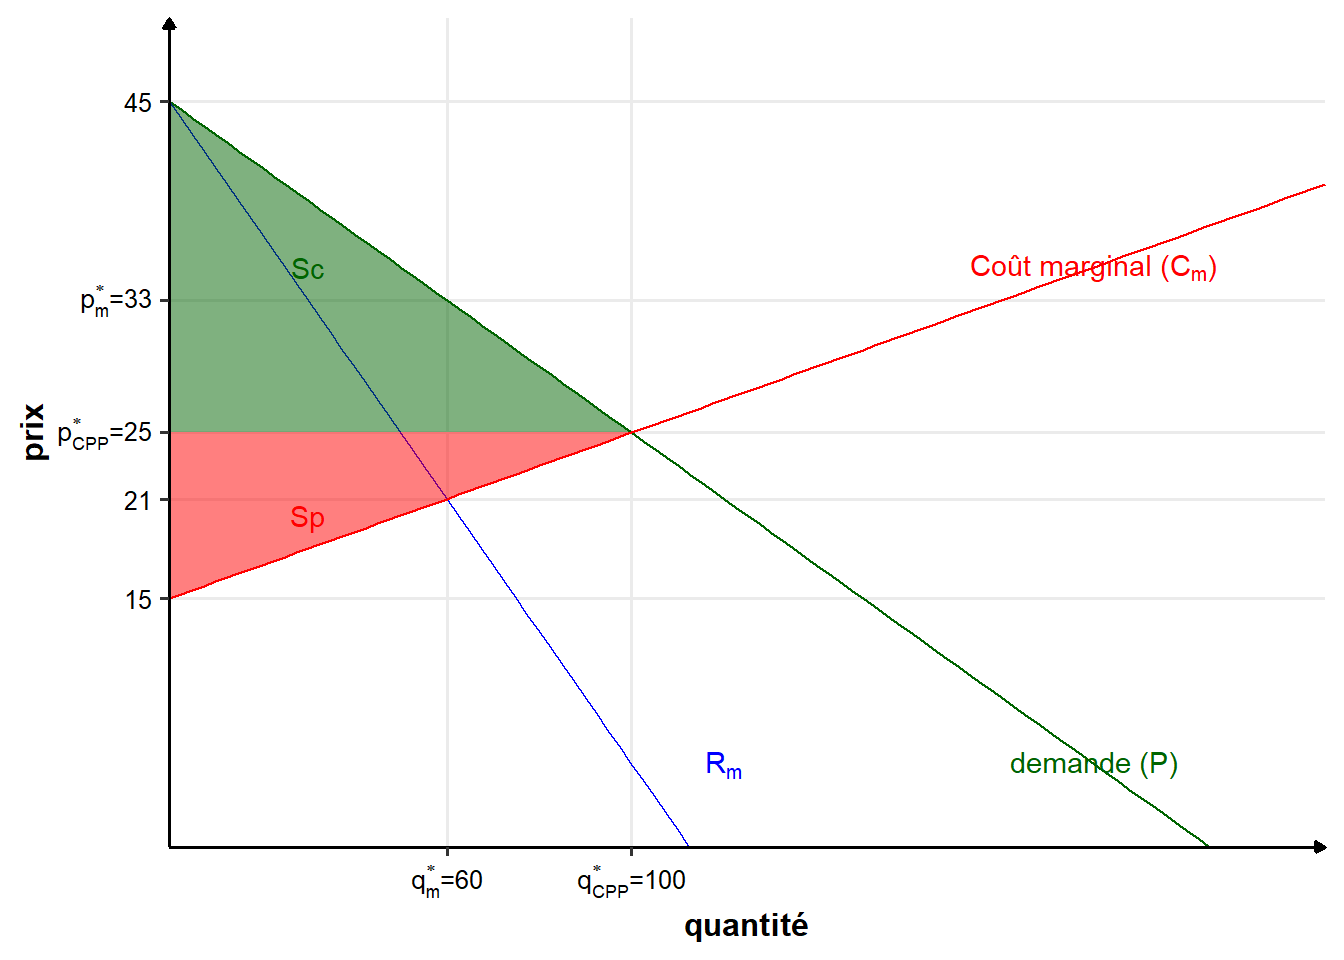 45
Sc
Coût marginal (Cm)
p*m=33
p*CPP=25
21
Sp
15
Rm
demande (P)
q*m=60
q*CPP=100
quantité
prix